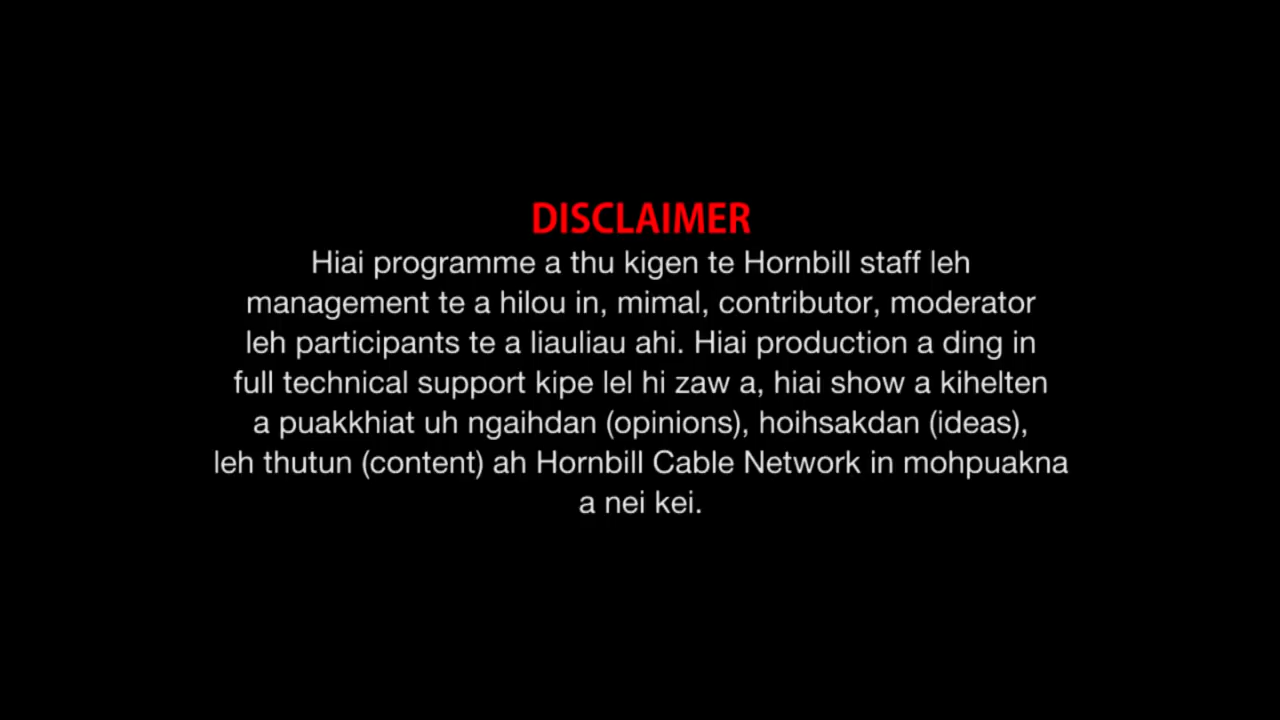 DISCLAIMER
Hiai programme a thu kigen te Hornbill staff leh
management te a hilou in, mimal, contributor, moderator
leh participants te a liauliau ahi. Hiai production a ding in
full technical support kipe lel hi zaw a, hiai show a kihelten
a puakkhiat uh ngaihdan (opinions), hoihsakdan (ideas),
leh thutun (content) ah Hornbill Cable Network in mohpuakna
a nei kei.